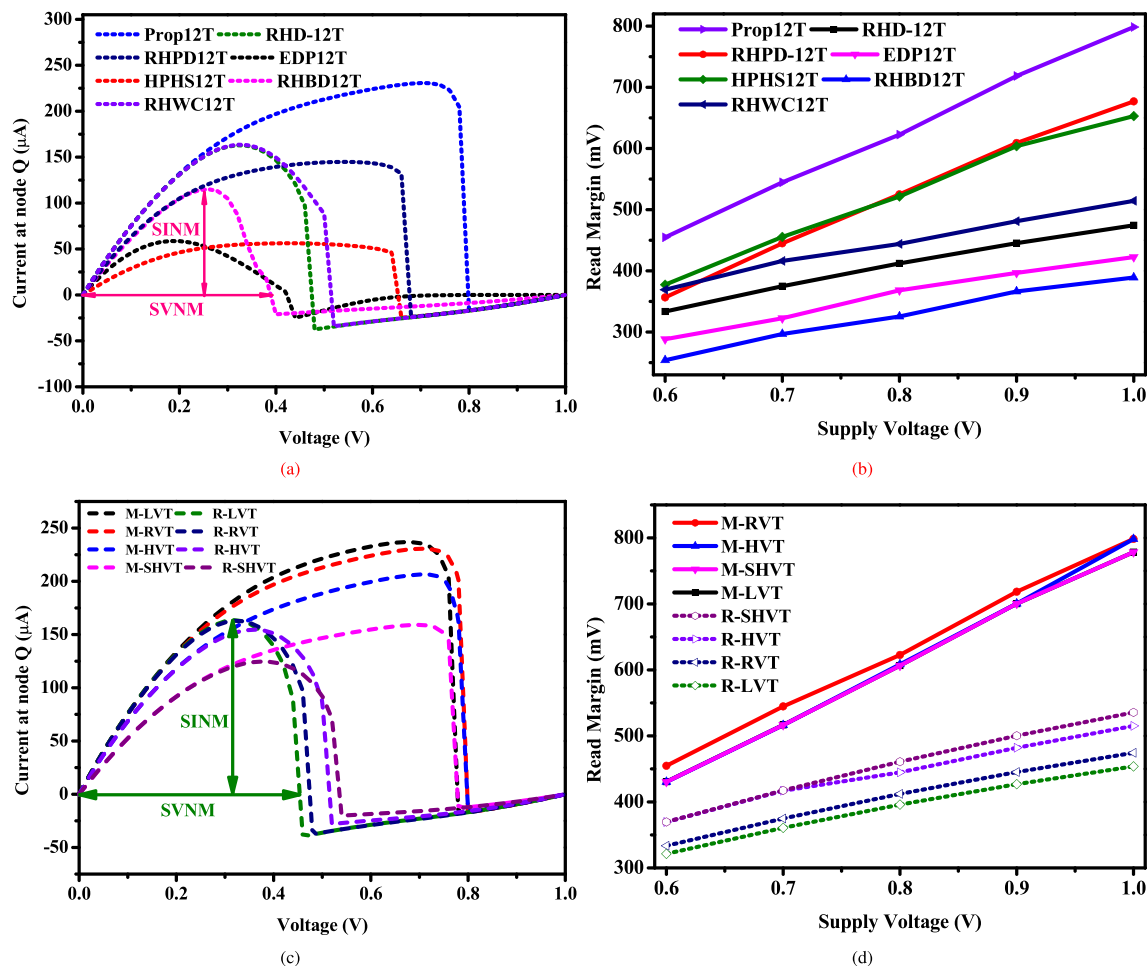 Prop12T RHD-12T
RHPD12T EDP12T
HPHS12T RHBD12T
RHWC12T
SINM
SVNM
250
200
150
100
50
0
-50
-100
0.0 0.2 0.4 0.6 0.8 1.0
Current at node Q (μA)
Voltage (V)
(a)
Prop12T RHD-12T
RHPD-12T EDP12T
HPHS12T RHBD12T
RHWC12T
800
700
600
500
400
300
0.6 0.7 0.8 0.9 1.0
Read Margin (mV)
Supply Voltage (V)
(b)
M-LVT R-LVT
M-RVT R-RVT
M-HVT R-HVT
M-SHVT R-SHVT
SINM
SVNM
250
200
150
100
50
0
-50
0.0 0.2 0.4 0.6 0.8 1.0
Current at node Q (μA)
Voltage (V)
(c)
M-RVT
M-HVT
M-SHVT
M-LVT
R-SHVT
R-HVT
R-RVT
R-LVT
800
700
600
500
400
300
0.6 0.7 0.8 0.9 1.0
Read Margin (mV)
Supply Voltage (V)
(d)